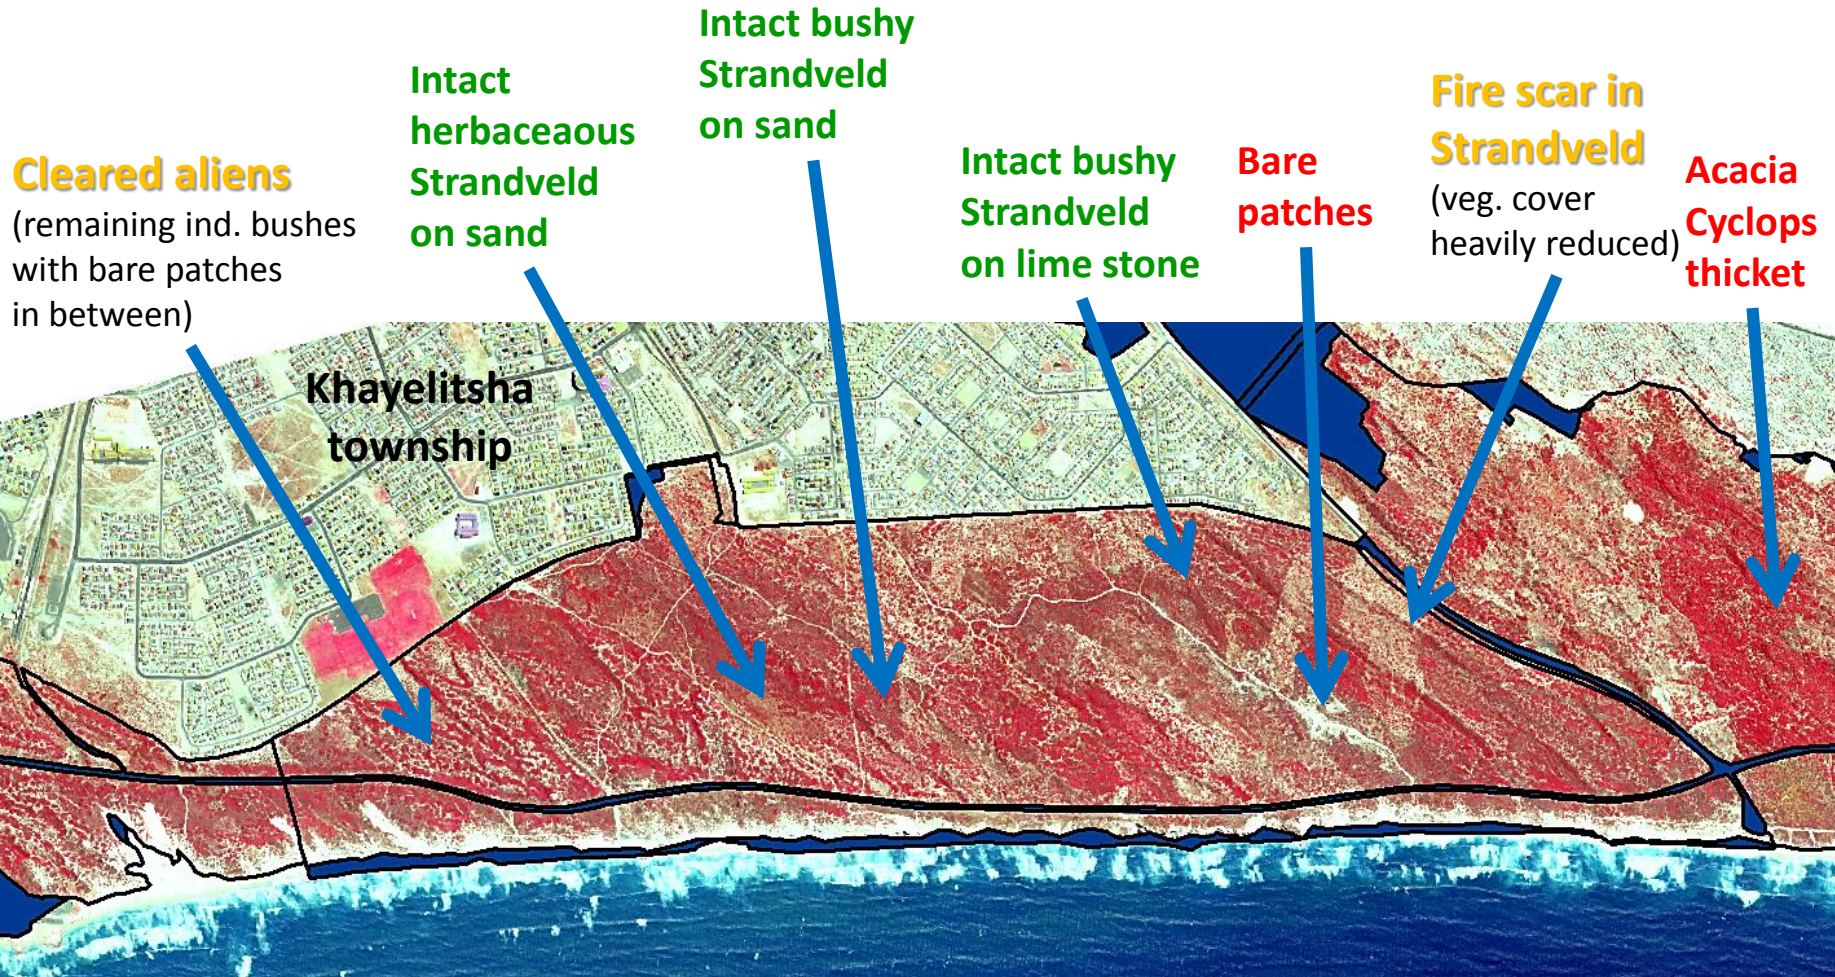 Cleared aliens
(remaining ind. bushes
with bare patches
in between)
Intact
herbaceaous
Strandveld
on sand
Intact bushy
Strandveld
on sand
Intact bushy
Strandveld
on lime stone
Bare
patches
Fire scar in
Strandveld
(veg. cover
heavily reduced)
Acacia
Cyclops
thicket
Khayelitsha
township